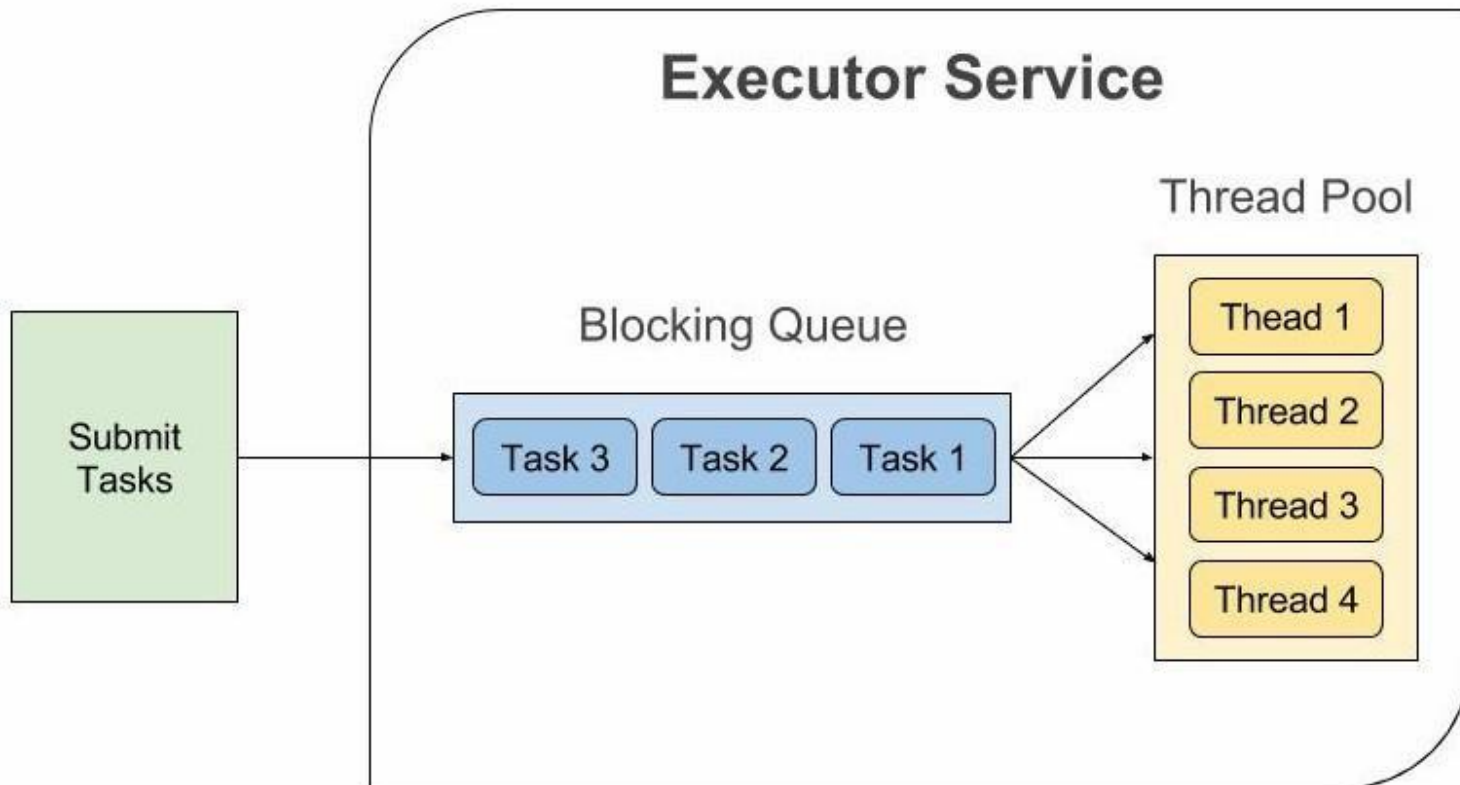 Executor Service
Thread Pool
Blocking Queue
Submit
Tasks
Task 3
Task 2
Task 1
Thead 1
Thread 2
Thread 3
Thread 4